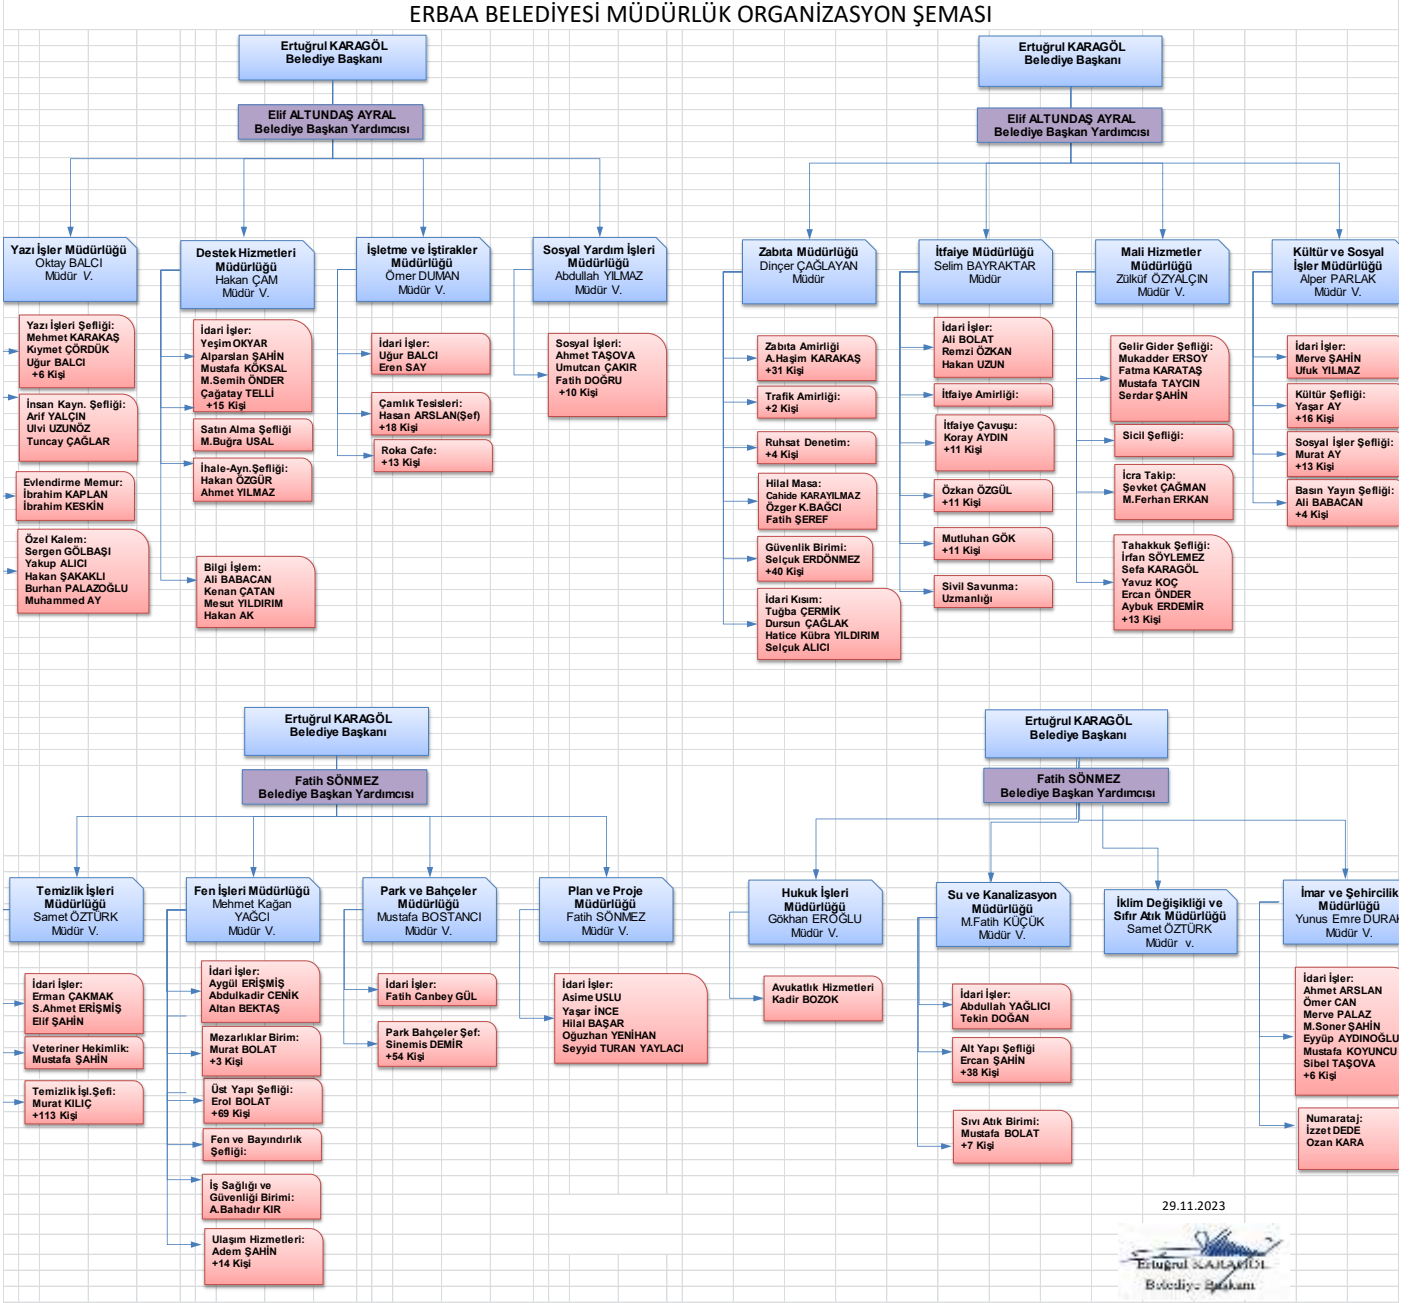 ERBAA BELEDİYESİ MÜDÜRLÜK ORGANİZASYON ŞEMASI
Ertuğrul KARAGÖL
Belediye Başkanı
Elif ALTUNDAŞ AYRAL
Belediye Başkan Yardımcısı
Yazı İşler Müdürlüğü
Oktay BALCI
Müdür V.
Yazı İşleri Şefliği:
Mehmet KARAKAŞ
Kıymet ÇÖRDÜK
Uğur BALCI
+6 Kişi
İnsan Kayn. Şefliği:
Arif YALÇIN
Ulvi UZUNÖZ
Tuncay ÇAĞLAR
Evlendirme Memur:
İbrahim KAPLAN
İbrahim KESKİN
Özel Kalem:
Sergen GÖLBAŞI
Yakup ALICI
Hakan ŞAKAKLI
Burhan PALAZOĞLU
Muhammed AY
Destek Hizmetleri
Müdürlüğü
Hakan ÇAM
Müdür V.
İdari İşler:
Yeşim OKYAR
Alparslan ŞAHİN
Mustafa KÖKSAL
M.Semih ÖNDER
Çağatay TELLİ
+15 Kişi
Satın Alma Şefliği
M.Buğra USAL
İhale-Ayn.Şefliği:
Hakan ÖZGÜR
Ahmet YILMAZ
Bilgi İşlem:
Ali BABACAN
Kenan ÇATAN
Mesut YILDIRIM
Hakan AK
İşletme ve İştirakler
Müdürlüğü
Ömer DUMAN
Müdür V.
İdari İşler:
Uğur BALCI
Eren SAY
Çamlık Tesisleri:
Hasan ARSLAN(Şef)
+18 Kişi
Roka Cafe:
+13 Kişi
Sosyal Yardım İşleri
Müdürlüğü
Abdullah YILMAZ
Müdür V.
Sosyal İşleri:
Ahmet TAŞOVA
Umutcan ÇAKIR
Fatih DOĞRU
+10 Kişi
Ertuğrul KARAGÖL
Belediye Başkanı
Elif ALTUNDAŞ AYRAL
Belediye Başkan Yardımcısı
Zabıta Müdürlüğü
Dinçer ÇAĞLAYAN
Müdür
Zabıta Amirliği
A.Haşim KARAKAŞ
+31 Kişi
Trafik Amirliği:
+2 Kişi
Ruhsat Denetim:
+4 Kişi
Hilal Masa:
Cahide KARAYILMAZ
Özger K.BAĞCI
Fatih ŞEREF
Güvenlik Birimi:
Selçuk ERDÖNMEZ
+40 Kişi
İdari Kısım:
Tuğba ÇERMİK
Dursun ÇAĞLAK
Hatice Kübra YILDIRIM
Selçuk ALICI
İtfaiye Müdürlüğü
Selim BAYRAKTAR
Müdür
İdari İşler:
Ali BOLAT
Remzi ÖZKAN
Hakan UZUN
İtfaiye Amirliği:
İtfaiye Çavuşu:
Koray AYDIN
+11 Kişi
Özkan ÖZGÜL
+11 Kişi
Mutluhan GÖK
+11 Kişi
Sivil Savunma:
Uzmanlığı
Mali Hizmetler
Müdürlüğü
Zülküf ÖZYALÇIN
Müdür V.
Gelir Gider Şefliği:
Mukadder ERSOY
Fatma KARATAŞ
Mustafa TAYCIN
Serdar ŞAHİN
Sicil Şefliği:
İcra Takip:
Şevket ÇAĞMAN
M.Ferhan ERKAN
Tahakkuk Şefliği:
İrfan SÖYLEMEZ
Sefa KARAGÖL
Yavuz KOÇ
Ercan ÖNDER
Aybuk ERDEMİR
+13 Kişi
Kültür ve Sosyal
İşler Müdürlüğü
Alper PARLAK
Müdür V.
İdari İşler:
Merve ŞAHİN
Ufuk YILMAZ
Kültür Şefliği:
Yaşar AY
+16 Kişi
Sosyal İşler Şefliği:
Murat AY
+13 Kişi
Basın Yayın Şefliği:
Ali BABACAN
+4 Kişi
Ertuğrul KARAGÖL
Belediye Başkanı
Fatih SÖNMEZ
Belediye Başkan Yardımcısı
Temizlik İşleri
Müdürlüğü
Samet ÖZTÜRK
Müdür V.
İdari İşler:
Erman ÇAKMAK
S.Ahmet ERİŞMİŞ
Elif ŞAHİN
Veteriner Hekimlik:
Mustafa ŞAHİN
Temizlik İşl.Şefi:
Murat KILIÇ
+113 Kişi
Fen İşleri Müdürlüğü
Mehmet Kağan
YAĞCI
Müdür V.
İdari İşler:
Aygül ERİŞMİŞ
Abdulkadir CENİK
Altan BEKTAŞ
Mezarlıklar Birim:
Murat BOLAT
+3 Kişi
Üst Yapı Şefliği:
Erol BOLAT
+69 Kişi
Fen ve Bayındırlık
Şefliği:
İş Sağlığı ve
Güvenliği Birimi:
A.Bahadır KIR
Ulaşım Hizmetleri:
Adem ŞAHİN
+14 Kişi
Park ve Bahçeler
Müdürlüğü
Mustafa BOSTANCI
Müdür V.
İdari İşler:
Fatih Canbey GÜL
Park Bahçeler Şef:
Sinemis DEMİR
+54 Kişi
Plan ve Proje
Müdürlüğü
Fatih SÖNMEZ
Müdür V.
İdari İşler:
Asime USLU
Yaşar İNCE
Hilal BAŞAR
Oğuzhan YENİHAN
Seyyid TURAN YAYLACI
Ertuğrul KARAGÖL
Belediye Başkanı
Fatih SÖNMEZ
Belediye Başkan Yardımcısı
Hukuk İşleri
Müdürlüğü
Gökhan EROĞLU
Müdür V.
Avukatlık Hizmetleri
Kadir BOZOK
Su ve Kanalizasyon
Müdürlüğü
M.Fatih KÜÇÜK
Müdür V.
İdari İşler:
Abdullah YAĞLICI
Tekin DOĞAN
Alt Yapı Şefliği
Ercan ŞAHİN
+38 Kişi
Sıvı Atık Birimi:
Mustafa BOLAT
+7 Kişi
İklim Değişikliği ve
Sıfır Atık Müdürlüğü
Samet ÖZTÜRK
Müdür v.
İmar ve Şehircilik
Müdürlüğü
Yunus Emre DURAK
Müdür V.
İdari İşler:
Ahmet ARSLAN
Ömer CAN
Merve PALAZ
M.Soner ŞAHİN
Eyyüp AYDINOĞLU
Mustafa KOYUNCU
Sibel TAŞOVA
+6 Kişi
Numarataj:
İzzet DEDE
Ozan KARA
29.11.2023
Ertuğrul KARAGÖL
Belediye Başkanı